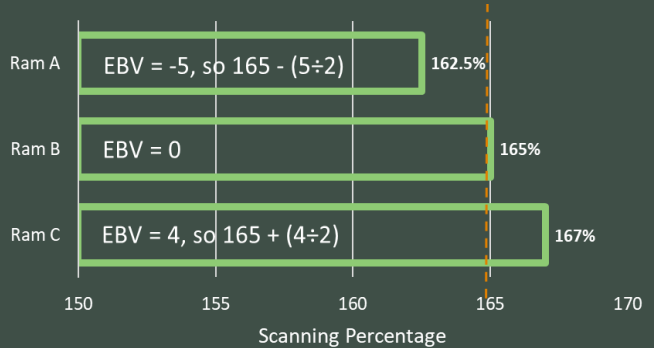 Ram A
EBV = -5, so 165 - (5÷2)
162.5%
Ram B
EBV = 0
165%
Ram C
EBV = 4, so 165 + (4÷2)
167%
150 155 160 165 170
Scanning Percentage